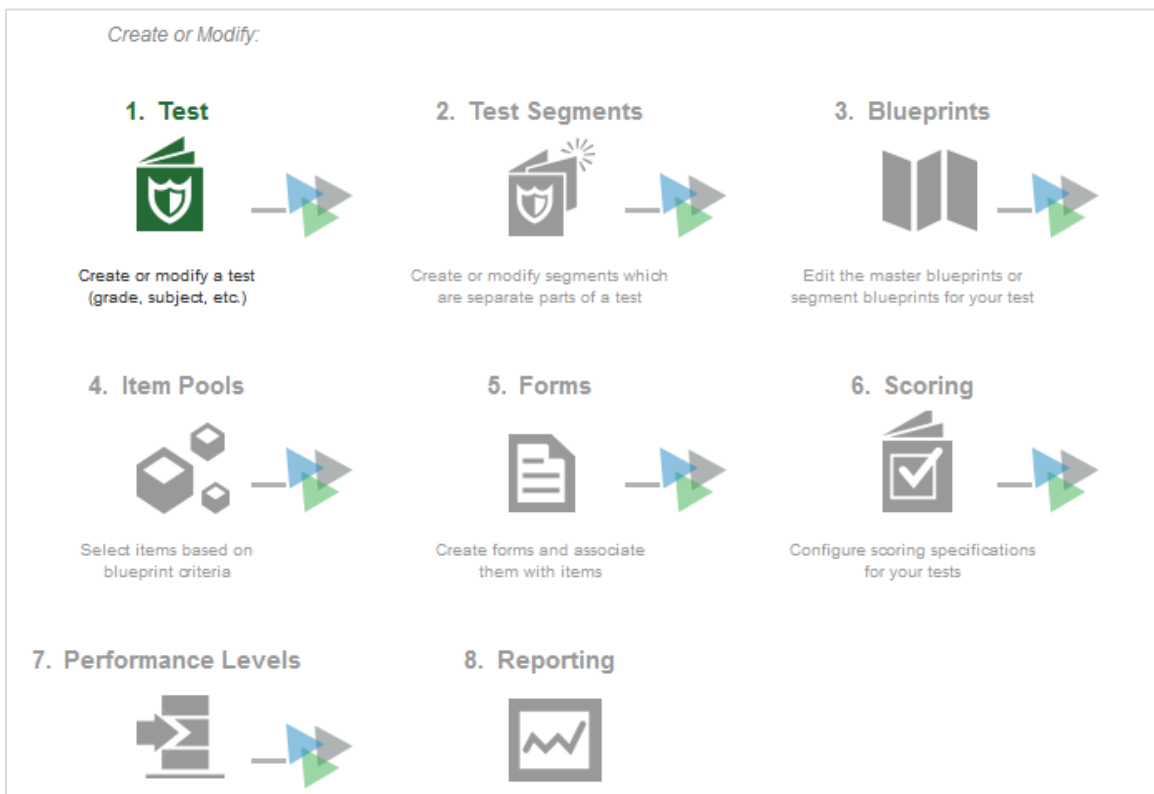 Create or Modify:
1. Test
2. Test Segments
3. Blueprints
Create or modify a test
(grade, subject, etc.)
Create or modify segments which
are separate parts of a test
Edit the master blueprints or
segment blueprints for your test
4. Item Pools
5. Forms
6. Scoring
Select items based on
blueprint criteria
Create forms and associate
them with items
Configure scoring specifications
for your tests
7. Performance Levels
8. Reporting